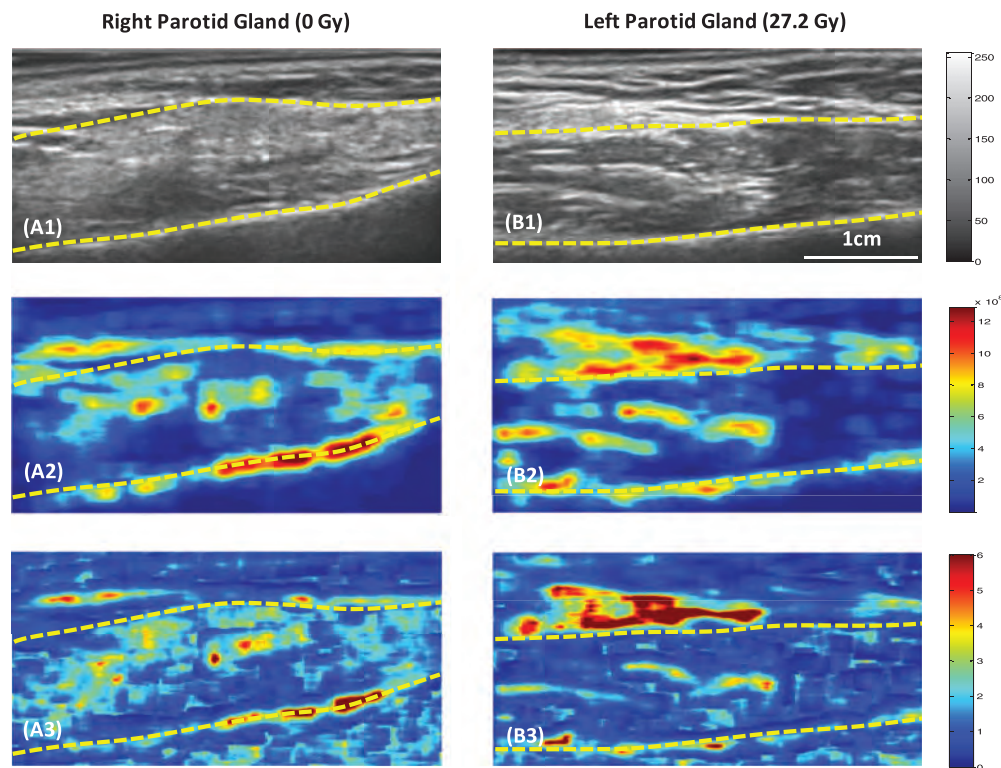 Right Parotid Gland (0 Gy)
Left Parotid Gland (27.2 Gy)
(A1)
(B1)
1cm
250
200
150
100
50
0
(A2)
(B2)
× 10⁶
12
10
8
6
4
2
(A3)
(B3)
6
5
4
3
2
1
0